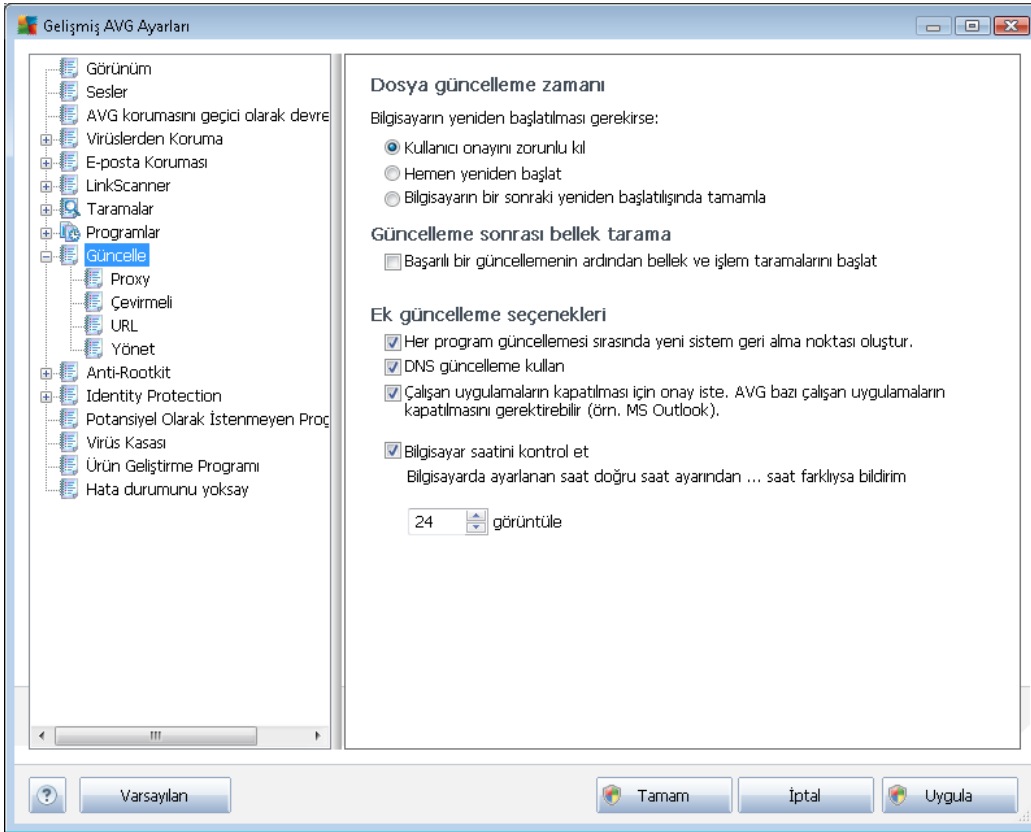 Gelişmiş AVG Ayarları
Görünüm
Sesler
AVG korumasını geçici olarak devre
Virüslerden Koruma
E-posta Koruması
LinkScanner
Taramalar
Programlar
Güncelle
Proxy
Çevirmeli
URL
Yönet
Anti-Rootkit
Identity Protection
Potansiyel Olarak İstenmeyen Prog
Virüs Kasası
Ürün Geliştirme Programı
Hata durumunu yoksay
Dosya güncelleme zamanı
Bilgisayarın yeniden başlatılması gerekirse:
Kullanıcı onayını zorunlu kıl
Hemen yeniden başlat
Bilgisayarın bir sonraki yeniden başlatılışında tamamla
Güncelleme sonrası bellek tarama
Başarılı bir güncellemenin ardından bellek ve işlem taramalarını başlat
Ek güncelleme seçenekleri
Her program güncellemesi sırasında yeni sistem geri alma noktası oluştur.
DNS güncelleme kullan
Çalışan uygulamaların kapatılması için onay iste. AVG bazı çalışan uygulamaların
kapatılmasını gerektirebilir (örn. MS Outlook).
Bilgisayar saatini kontrol et
Bilgisayarda ayarlanan saat doğru saat ayarından ... saat farklıysa bildirim
24 görüntüle
? Varsayılan Tamam İptal Uygula